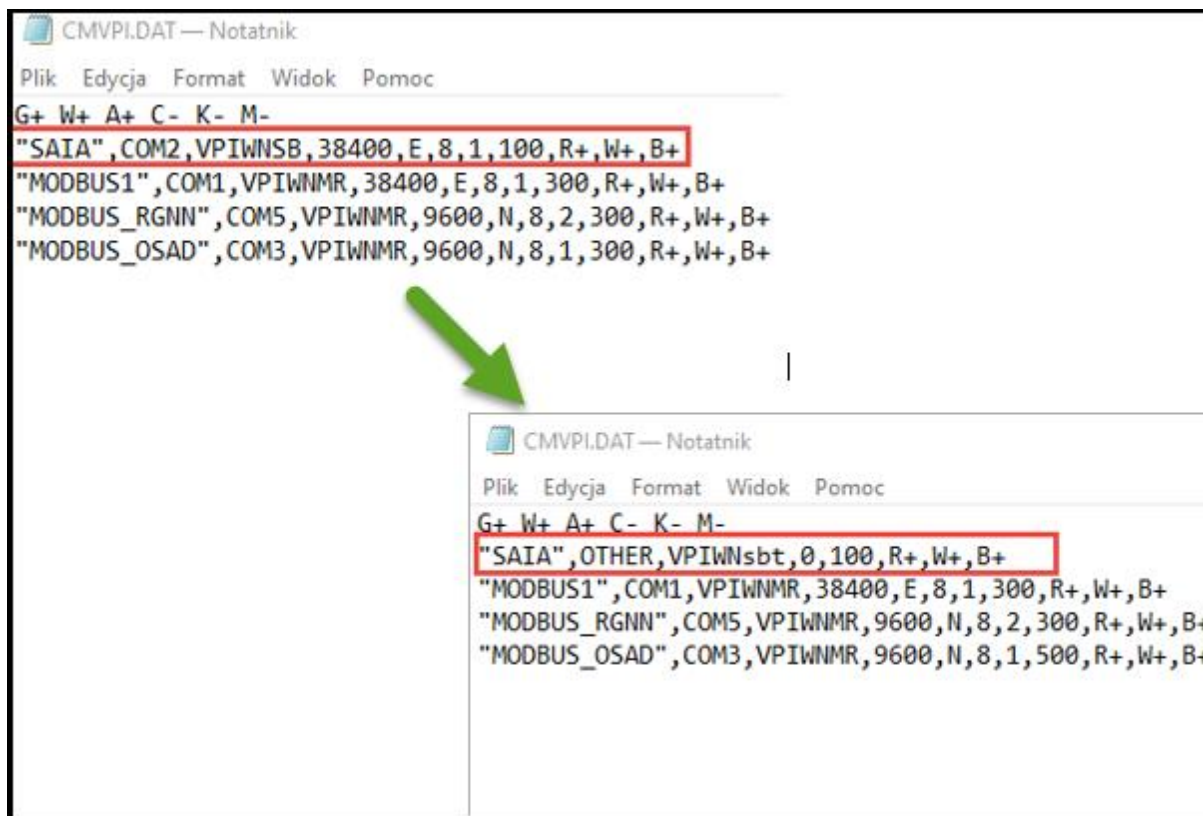 CMVPI.DAT — Notatnik
Plik Edycja Format Widok Pomoc
G+ W+ A+ C- K- M-
"SAIA",COM2,VPIWNSB,38400,E,8,1,100,R+,W+,B+
"MODBUS1",COM1,VPIWNMR,38400,E,8,1,300,R+,W+,B+
"MODBUS_RGNN",COM5,VPIWNMR,9600,N,8,2,300,R+,W+,B+
"MODBUS_OSAD",COM3,VPIWNMR,9600,N,8,1,300,R+,W+,B+
CMVPI.DAT — Notatnik
Plik Edycja Format Widok Pomoc
G+ W+ A+ C- K- M-
"SAIA",OTHER,VPIWNsbt,0,100,R+,W+,B+
"MODBUS1",COM1,VPIWNMR,38400,E,8,1,300,R+,W+,B+
"MODBUS_RGNN",COM5,VPIWNMR,9600,N,8,2,300,R+,W+,B+
"MODBUS_OSAD",COM3,VPIWNMR,9600,N,8,1,500,R+,W+,B+